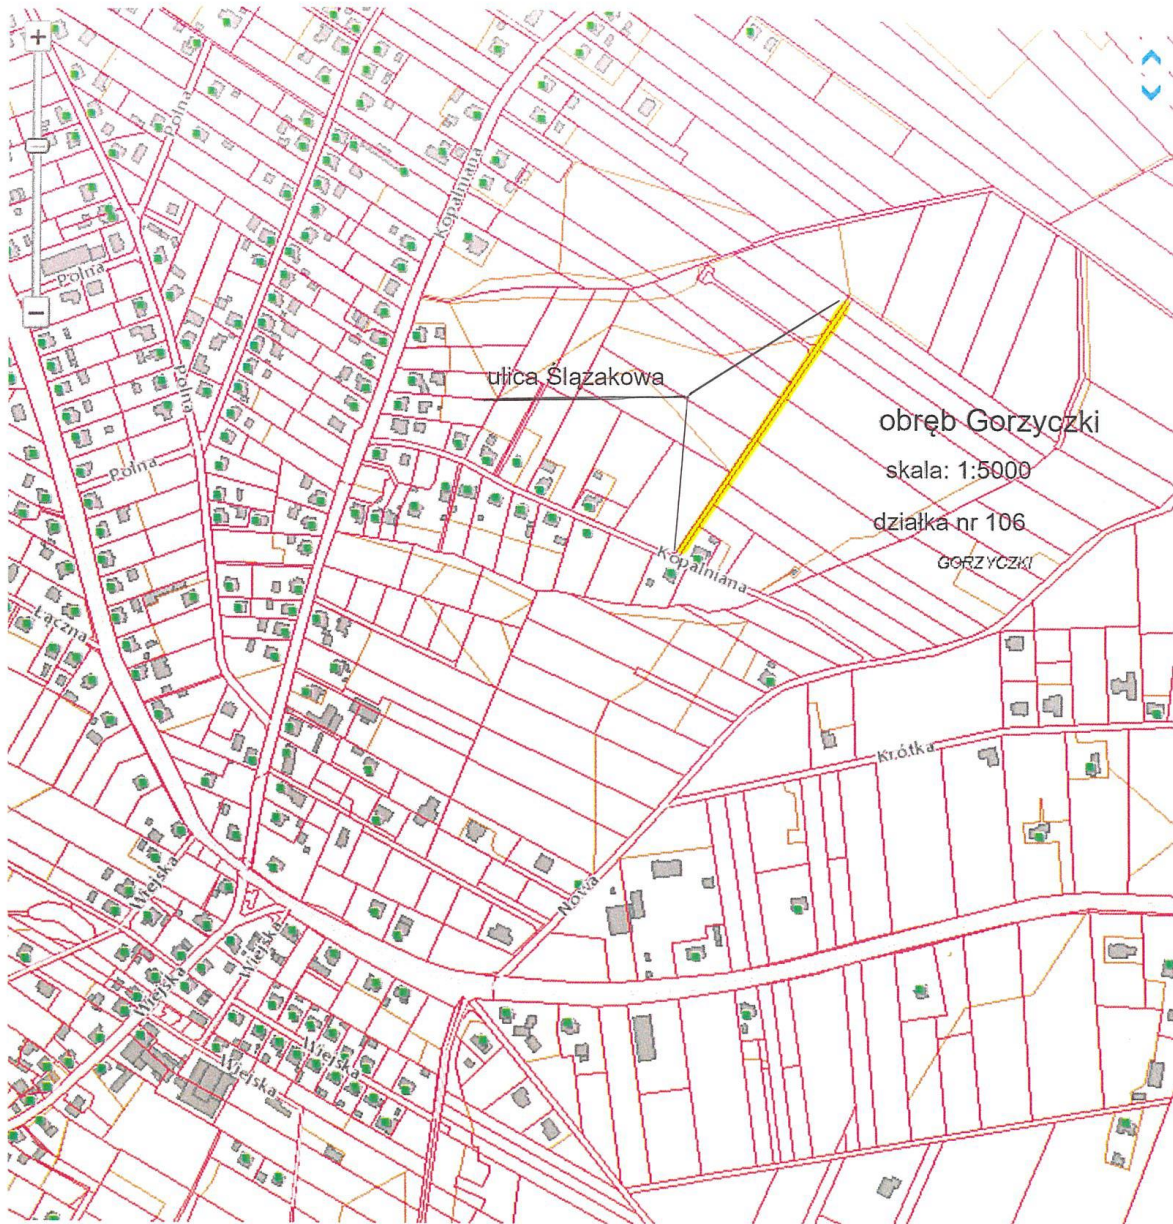 Polna
Kopalniana
Polna
ulica Ślązakowa
Polna
obręb Gorzyczki
Polna
skala: 1:5000
działka nr 106
Kopalniana
GORZYCZKI
Łączna
Krótka
Wiejska
Nowa
Wiejska
Wiejska
Wiejska
Wiejska